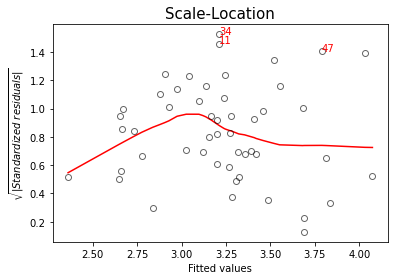 Scale-Location
√|Standardized residuals|
1.4
1.2
1.0
0.8
0.6
0.4
0.2
34
11
47
2.50 2.75 3.00 3.25 3.50 3.75 4.00
Fitted values